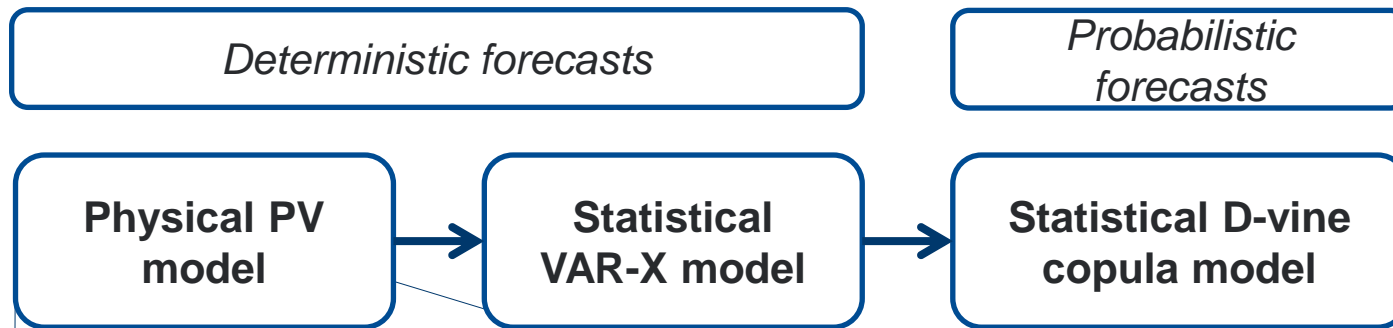 Deterministic forecasts
Probabilistic
forecasts
Physical PV
model
Statistical
VAR-X model
Statistical D-vine
copula model